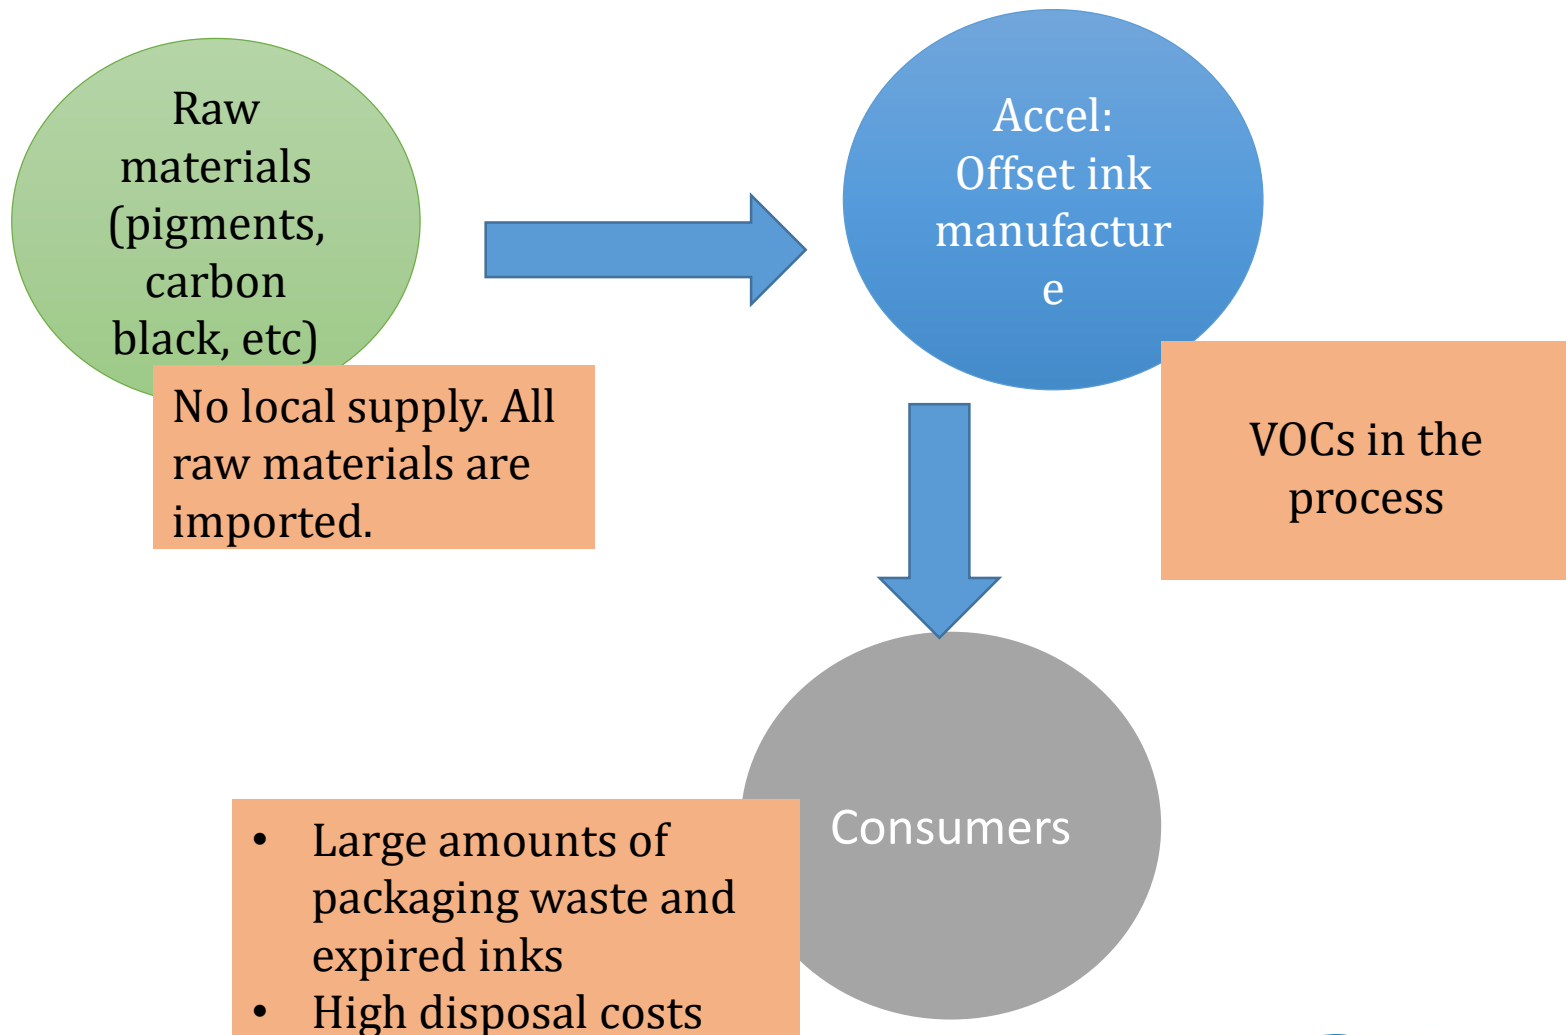 Raw
materials
(pigments,
carbon
black, etc)
No local supply. All
raw materials are
imported.
Accel:
Offset ink
manufactur
e
VOCs in the
process
Consumers
• Large amounts of
packaging waste and
expired inks
• High disposal costs